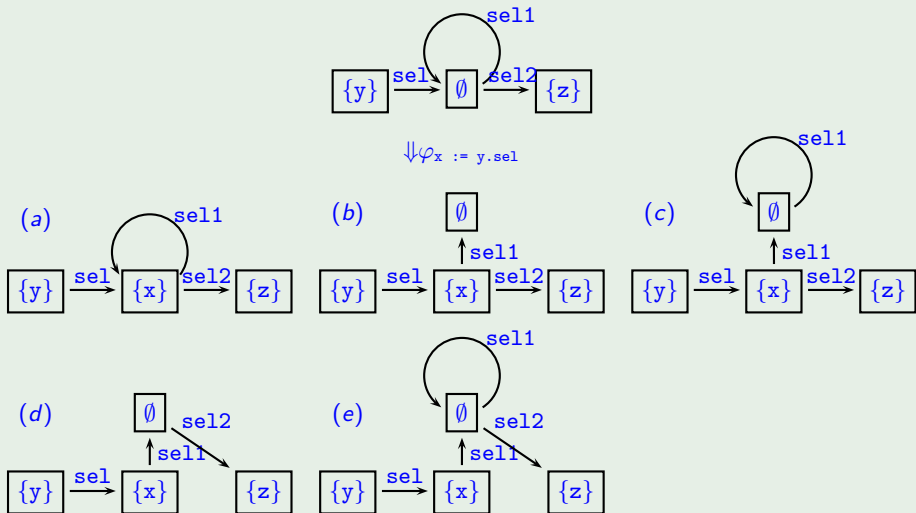 sel1
{y} sel ∅ sel2 {z}
⇓φx := y.sel
(a) sel1 {y} sel {x} sel2 {z}
(b) ∅ sel1 {y} sel {x} sel2 {z}
(c) sel1 ∅ sel1 {y} sel {x} sel2 {z}
(d) ∅ sel2 sel1 {y} sel {x} {z}
(e) sel1 ∅ sel2 sel1 {y} sel {x} {z}